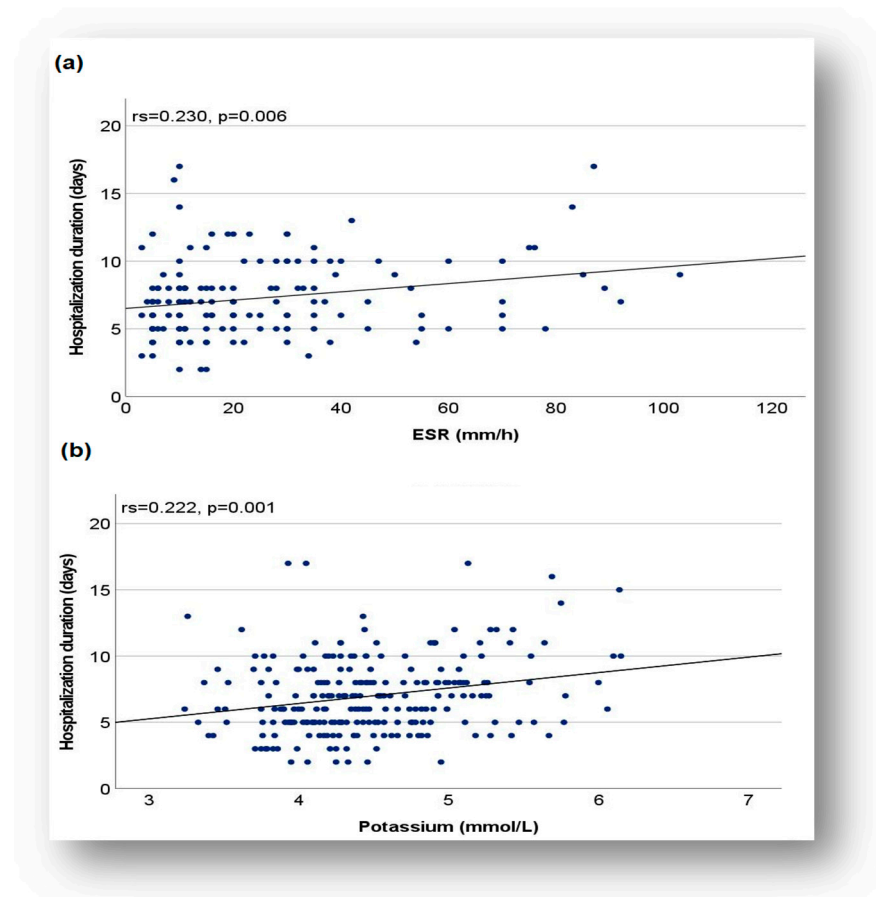 (a)
rs=0.230, p=0.006
Hospitalization duration (days)
20
15
10
5
0
0 20 40 60 80 100 120
ESR (mm/h)
(b)
rs=0.222, p=0.001
Hospitalization duration (days)
20
15
10
5
0
3 4 5 6 7
Potassium (mmol/L)